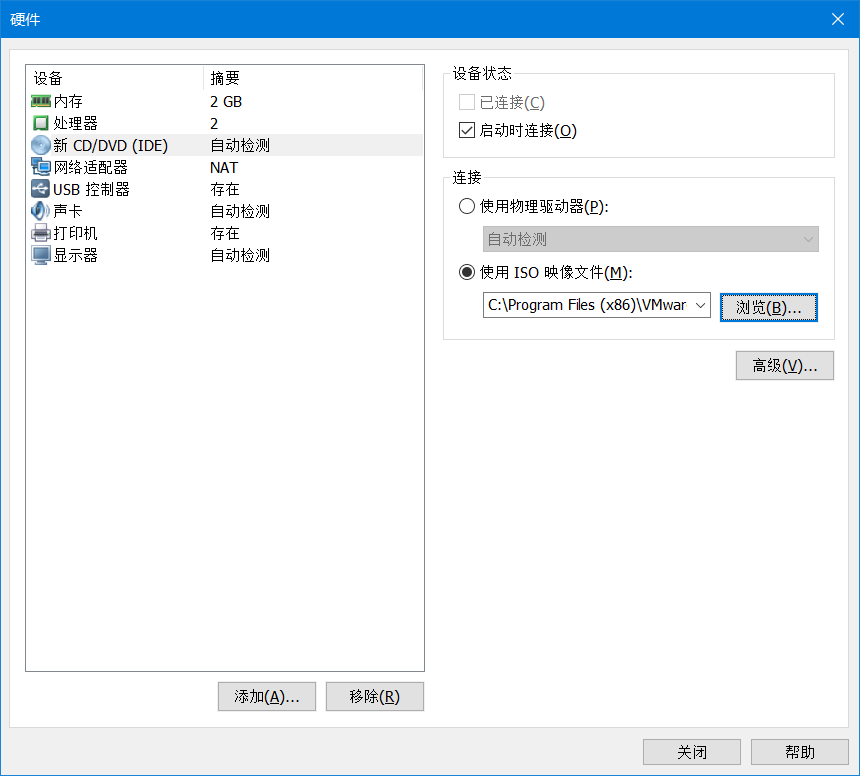 硬件
设备 摘要
内存 2 GB
处理器 2
新 CD/DVD (IDE) 自动检测
网络适配器 NAT
USB 控制器 存在
声卡 自动检测
打印机 存在
显示器 自动检测
添加(A)... 移除(R)
设备状态
已连接(C)
启动时连接(O)
连接
使用物理驱动器(P):
自动检测
使用 ISO 映像文件(M):
C:\Program Files (x86)\VMwar 浏览(B)...
高级(V)...
关闭 帮助